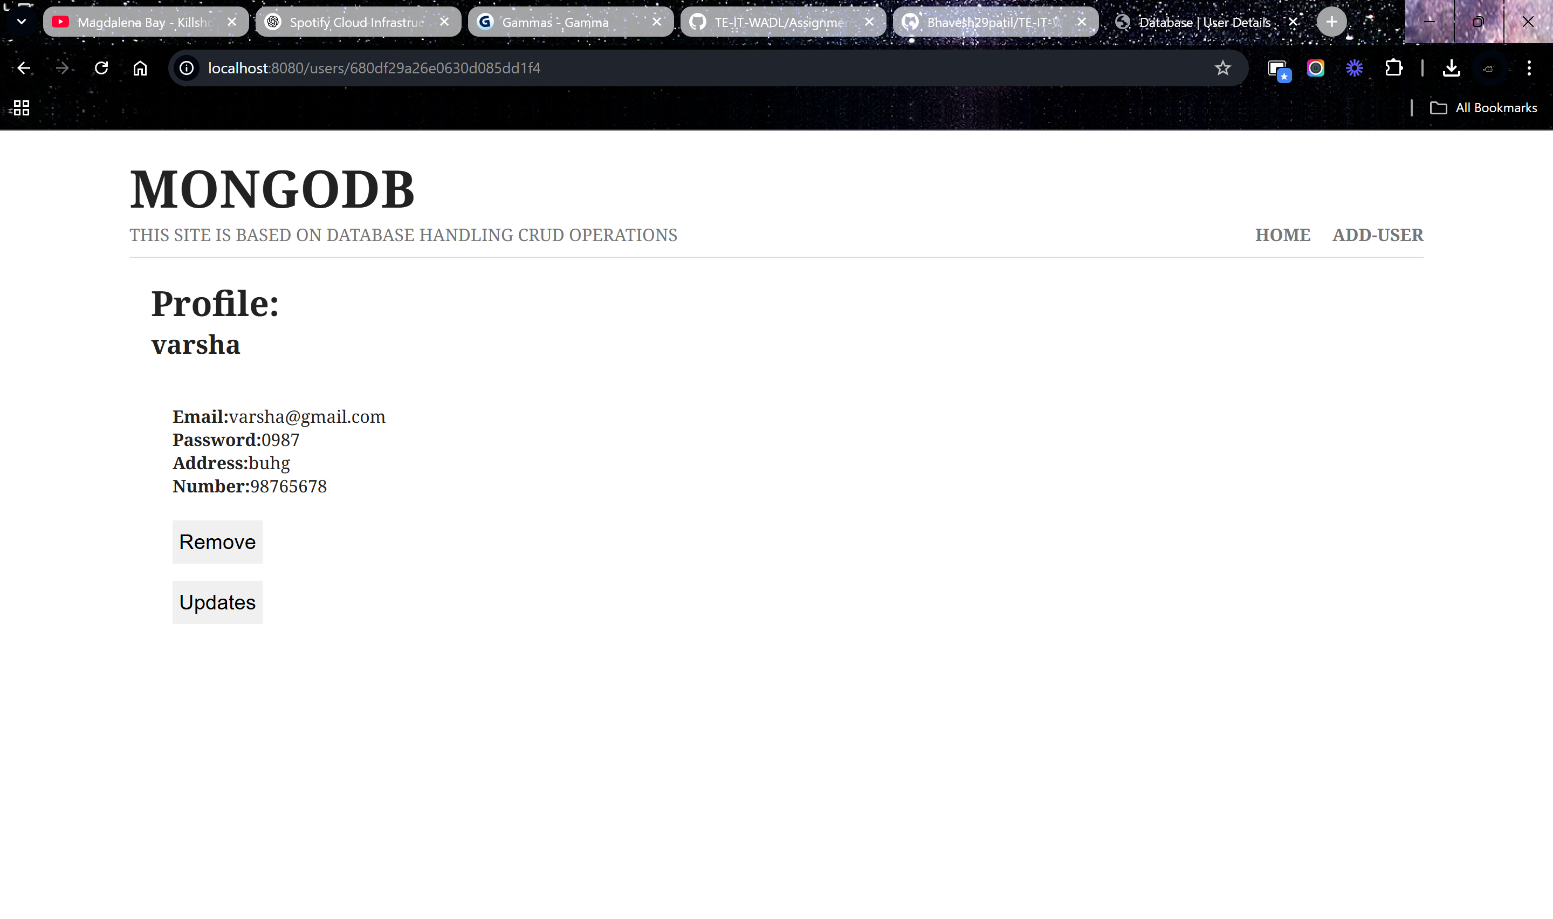 Magdalena Bay - Killsh
Spotify Cloud Infrastru
Gammas - Gamma
TE-IT-WADL/Assignme
Bhavesh29patil/TE-IT-
Database | User Details
localhost:8080/users/680df29a26e0630d085dd1f4
All Bookmarks
MONGODB
THIS SITE IS BASED ON DATABASE HANDLING CRUD OPERATIONS
HOME ADD-USER
Profile:
varsha
Email:varsha@gmail.com
Password:0987
Address:buhg
Number:98765678
Remove
Updates